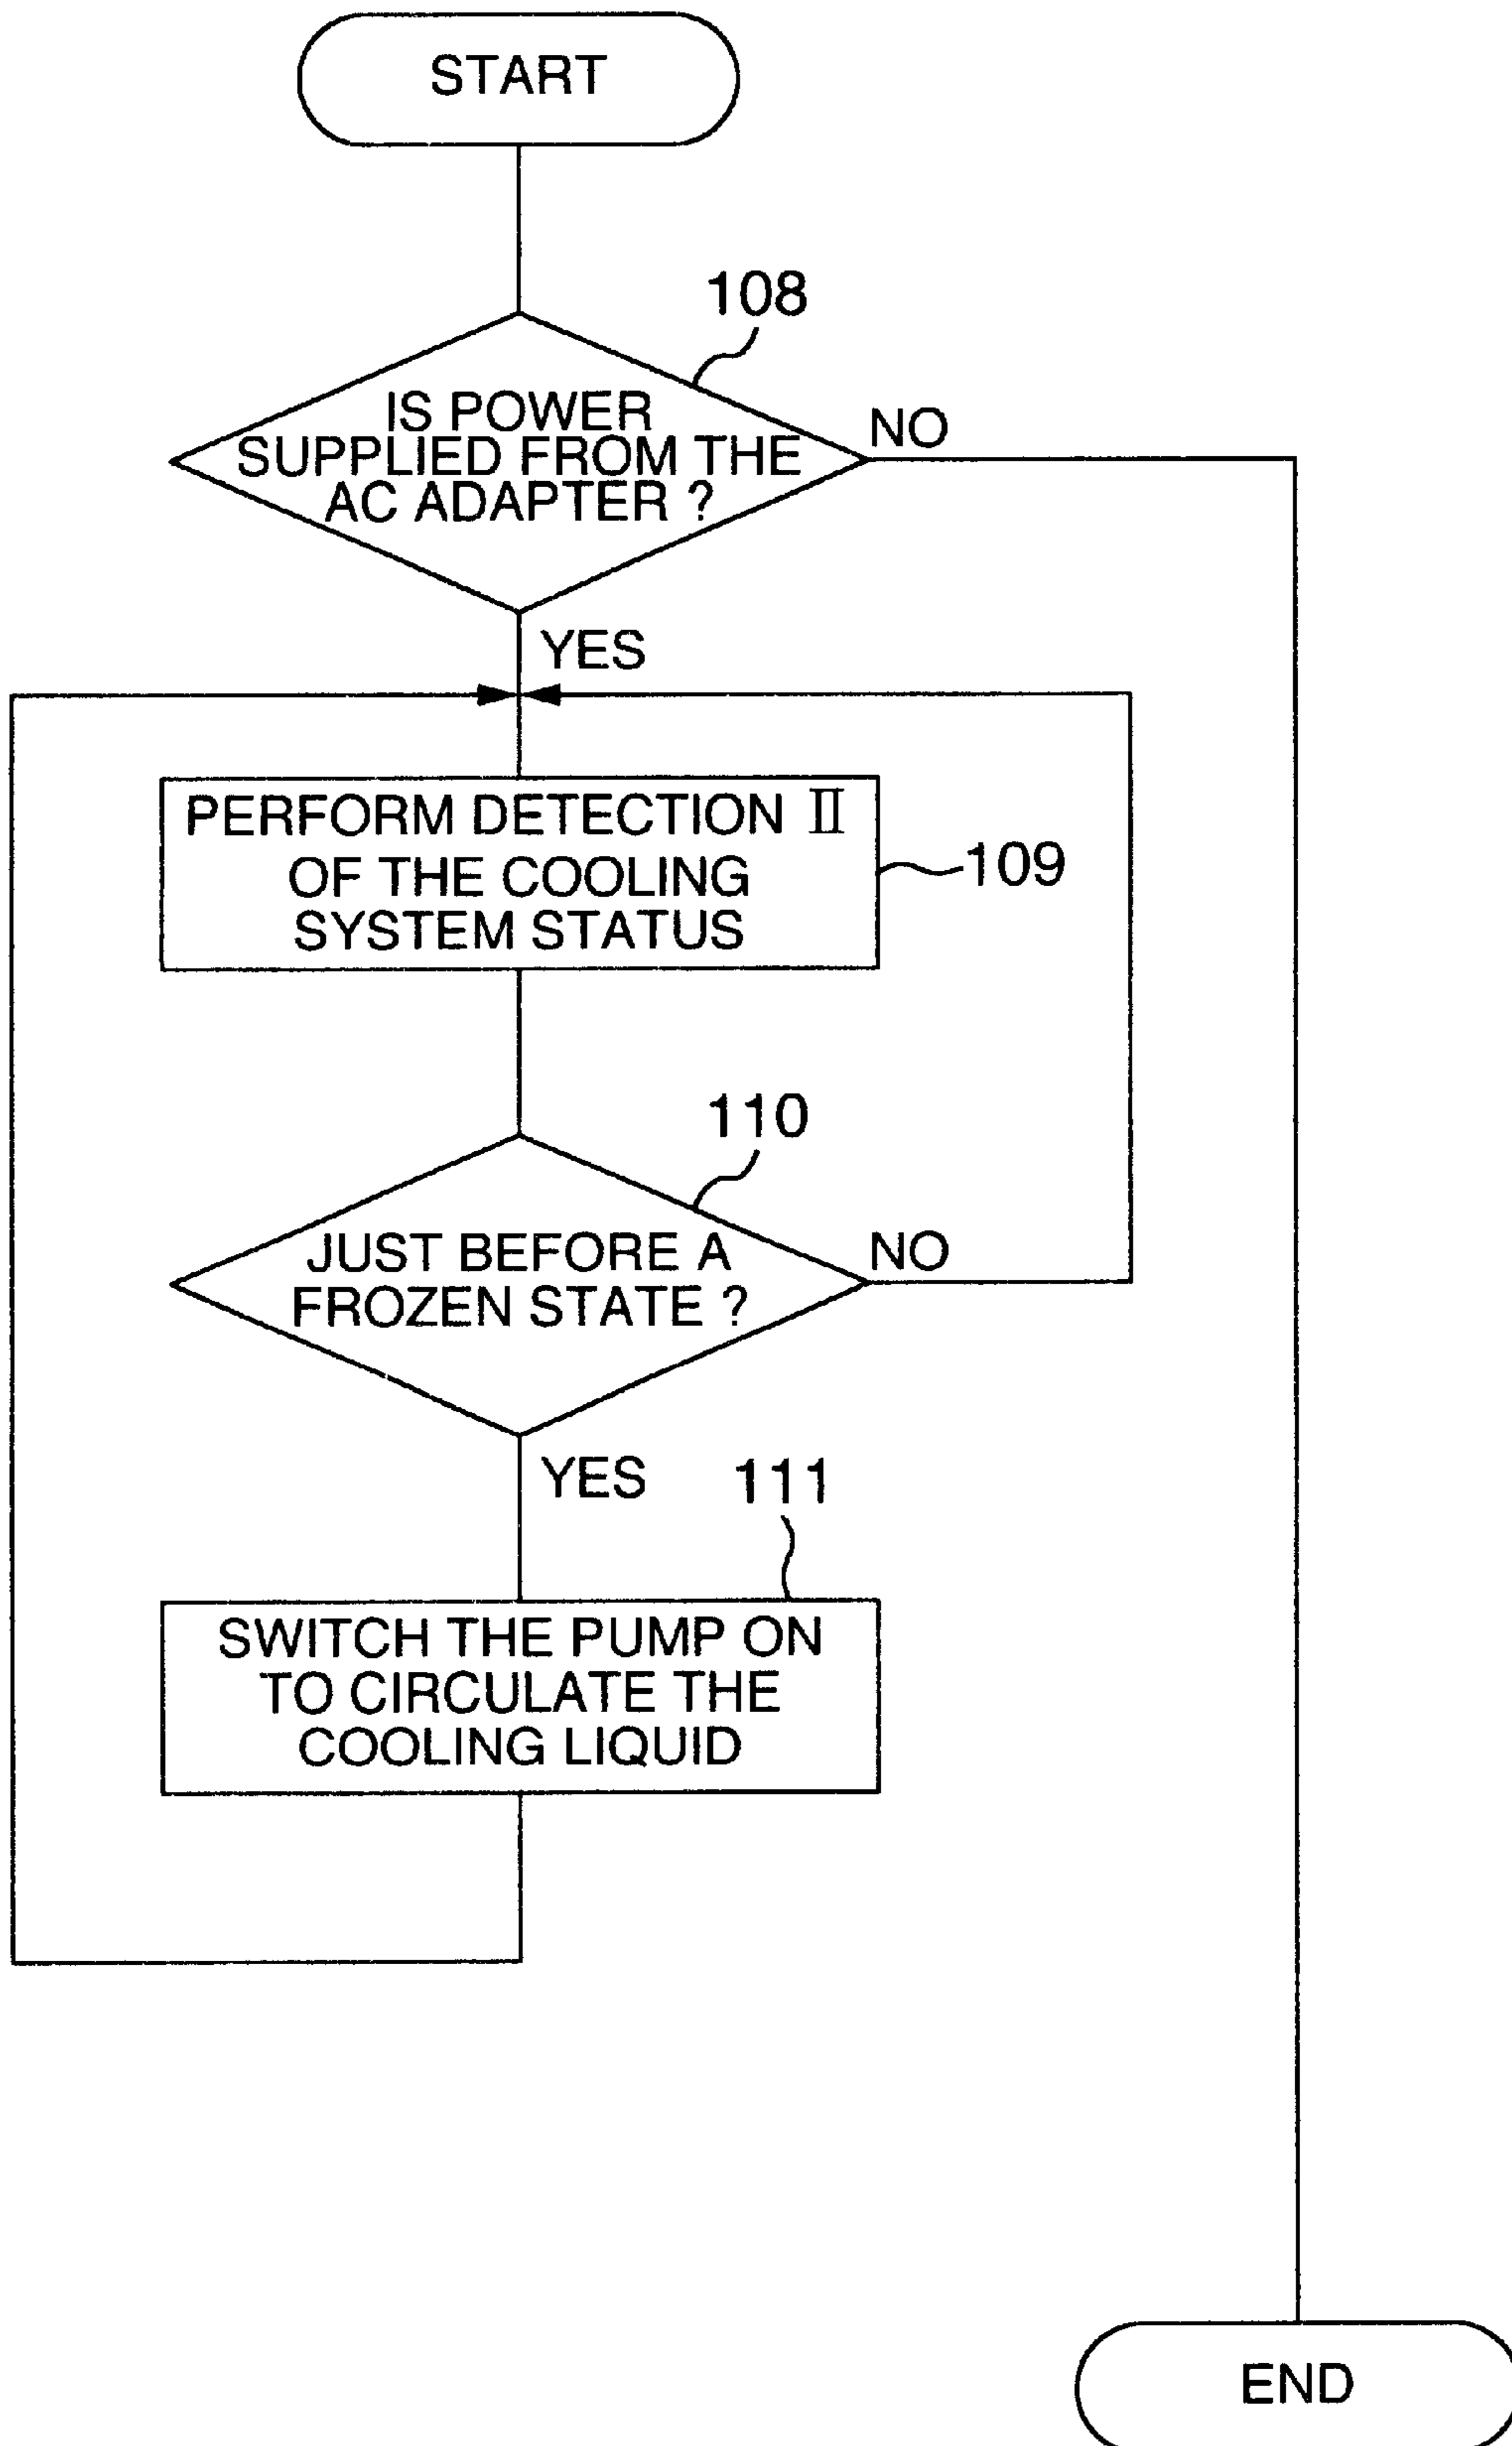 START
108
IS POWER
SUPPLIED FROM THE
AC ADAPTER ?
NO
YES
PERFORM DETECTION II
OF THE COOLING
SYSTEM STATUS
109
110
JUST BEFORE A
FROZEN STATE ?
NO
YES
111
SWITCH THE PUMP ON
TO CIRCULATE THE
COOLING LIQUID
END